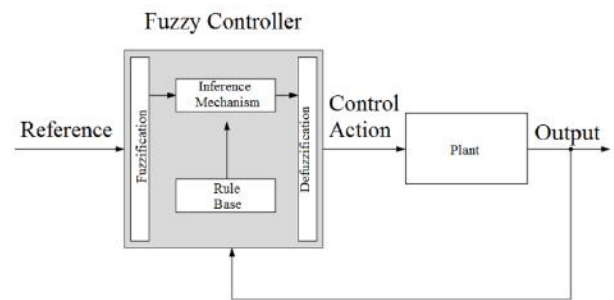 Fuzzy Controller
Reference
Fuzzification
Inference
Mechanism
Rule
Base
Defuzzification
Control
Action
Plant
Output